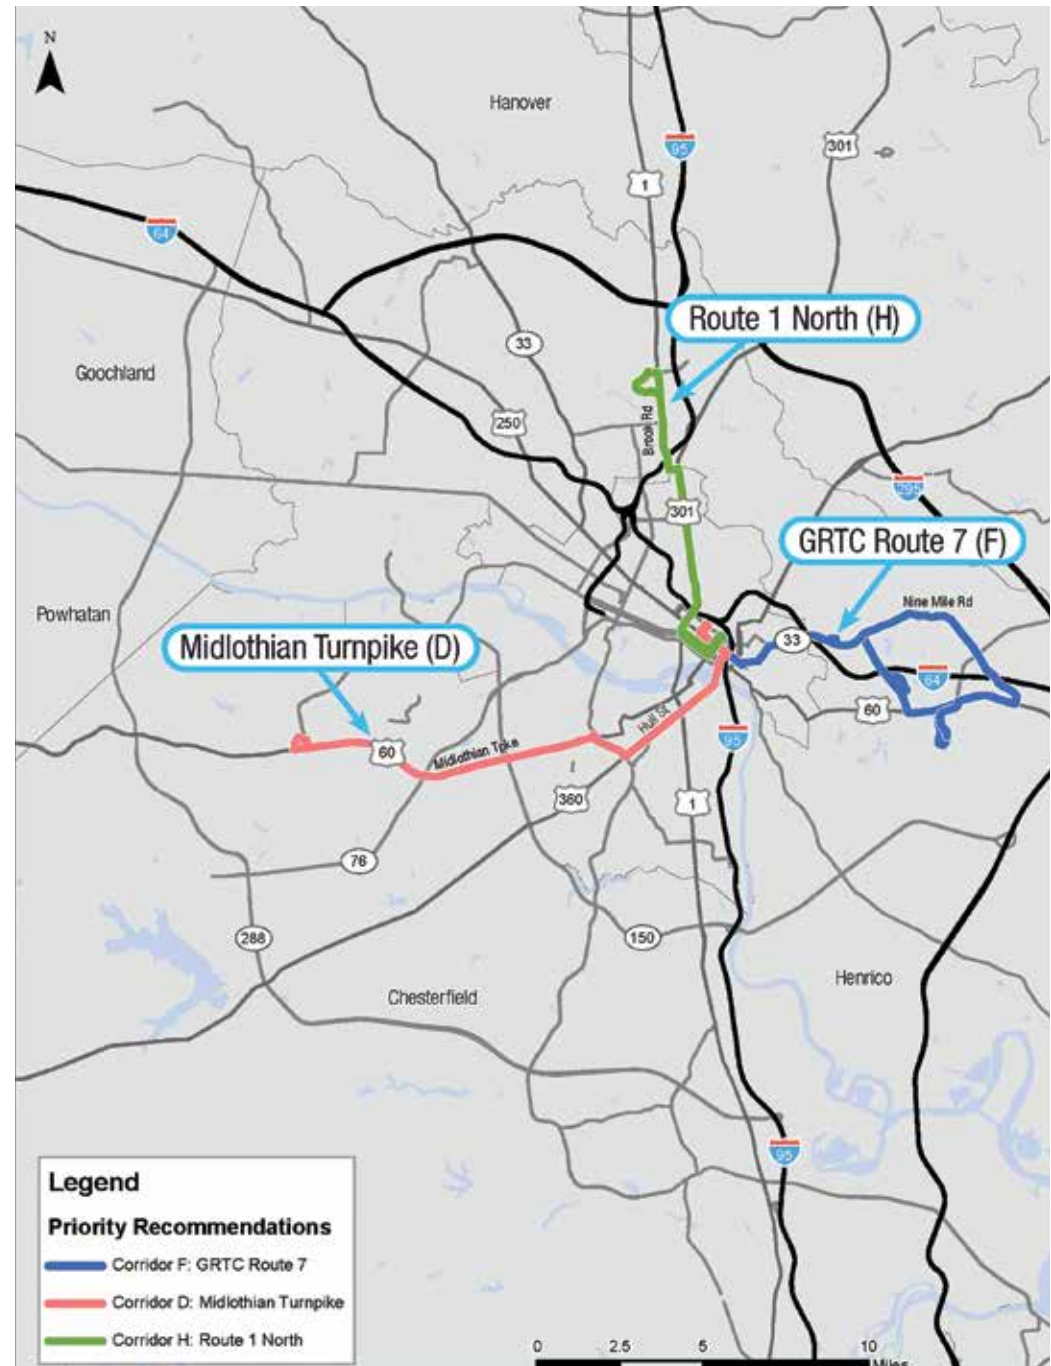 N
Hanover
95
301
1
64
Route 1 North (H)
33
Goochland
250
Brook Rd
295
301
GRTC Route 7 (F)
Nine Mile Rd
Powhatan
Midlothian Turnpike (D)
33
64
60
Hull St
60
Midlothian Tpke
95
360
1
76
288
150
Henrico
Chesterfield
95
Legend
Priority Recommendations
Corridor F: GRTC Route 7
Corridor D: Midlothian Turnpike
Corridor H: Route 1 North
0 2.5 5 10
Miles